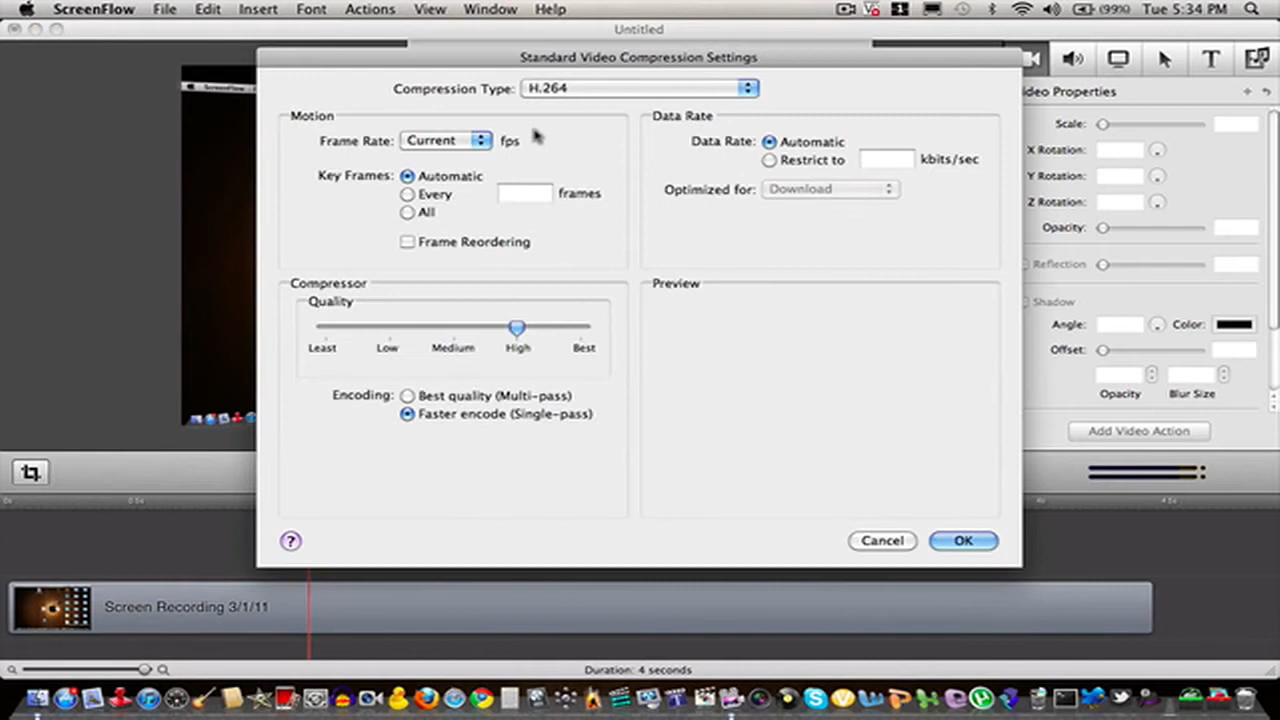 ScreenFlow File Edit Insert Font Actions View Window Help (99%) Tue 5:34 PM
Untitled
Standard Video Compression Settings
Compression Type: H.264
Motion
Frame Rate: Current fps
Key Frames: Automatic
Every frames
All
Frame Reordering
Data Rate
Data Rate: Automatic
Restrict to kbits/sec
Optimized for: Download
Compressor
Quality
Least Low Medium High Best
Encoding: Best quality (Multi-pass)
Faster encode (Single-pass)
Preview
? Cancel OK
ideo Properties
Scale:
X Rotation:
Y Rotation:
Z Rotation:
Opacity:
Reflection
Shadow
Angle: Color:
Offset:
Opacity Blur Size
Add Video Action
Screen Recording 3/1/11
Duration: 4 seconds